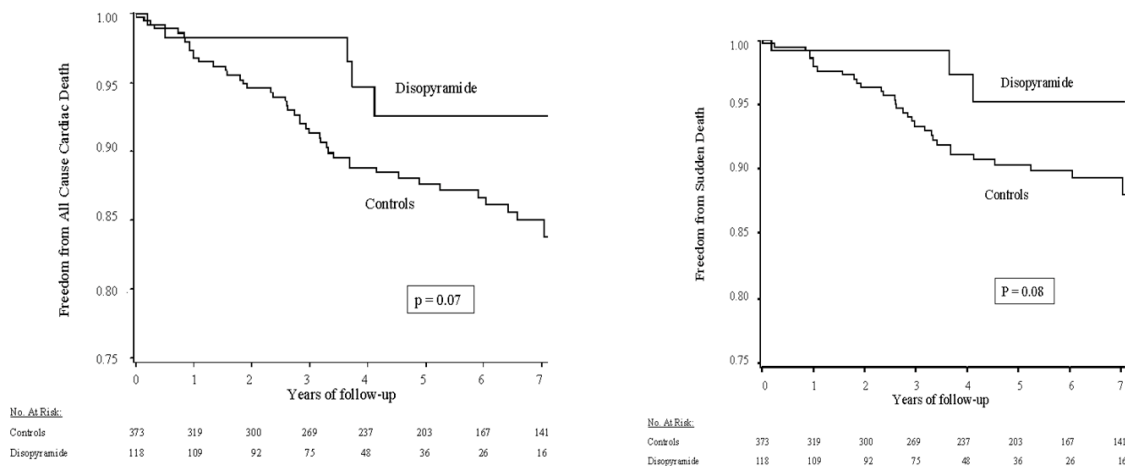 Freedom from All Cause Cardiac Death
1.00
0.95
0.90
0.85
0.80
0.75
Disopyramide
Controls
p = 0.07
0 1 2 3 4 5 6 7
Years of follow-up
No. At Risk:
Controls 373 319 300 269 237 203 167 141
Disopyramide 118 109 92 75 48 36 26 16
Freedom from Sudden Death
1.00
0.95
0.90
0.85
0.80
0.75
Disopyramide
Controls
P = 0.08
0 1 2 3 4 5 6 7
Years of follow-up
No. At Risk:
Controls 373 319 300 269 237 203 167 141
Disopyramide 118 109 92 75 48 36 26 16